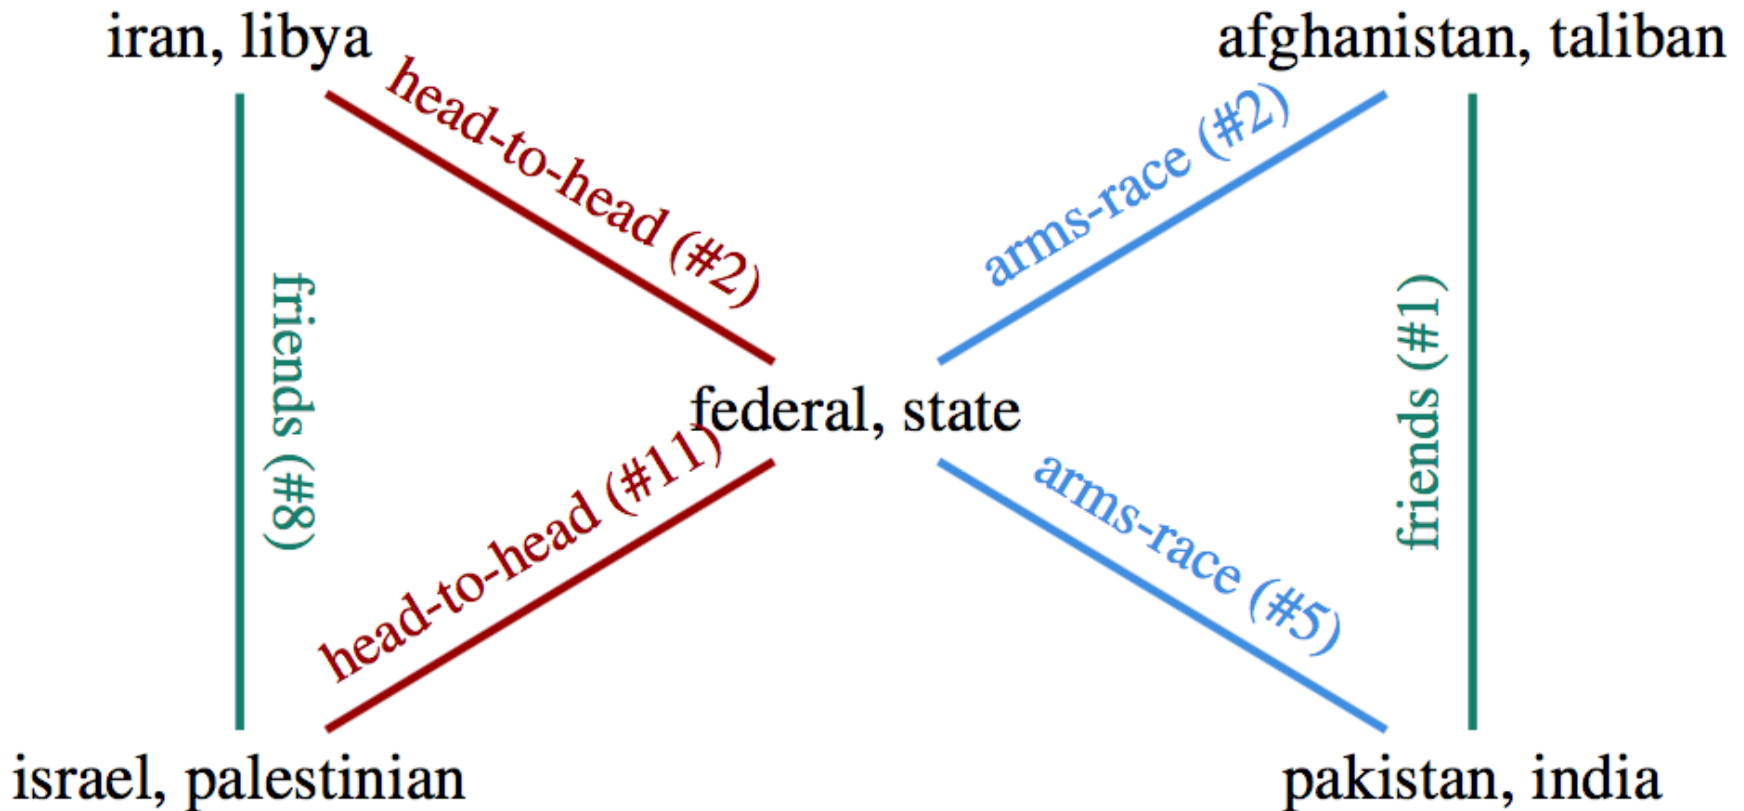 iran, libya
afghanistan, taliban
head-to-head (#2)
arms-race (#2)
friends (#8)
friends (#1)
federal, state
head-to-head (#11)
arms-race (#5)
israel, palestinian
pakistan, india